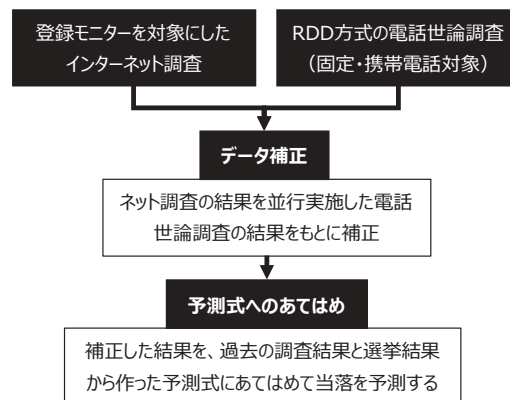 登録モニターを対象にした
インターネット調査
RDD方式の電話世論調査
（固定・携帯電話対象）
データ補正
ネット調査の結果を並行実施した電話
世論調査の結果をもとに補正
予測式へのあてはめ
補正した結果を、過去の調査結果と選挙結果
から作った予測式にあてはめて当落を予測する